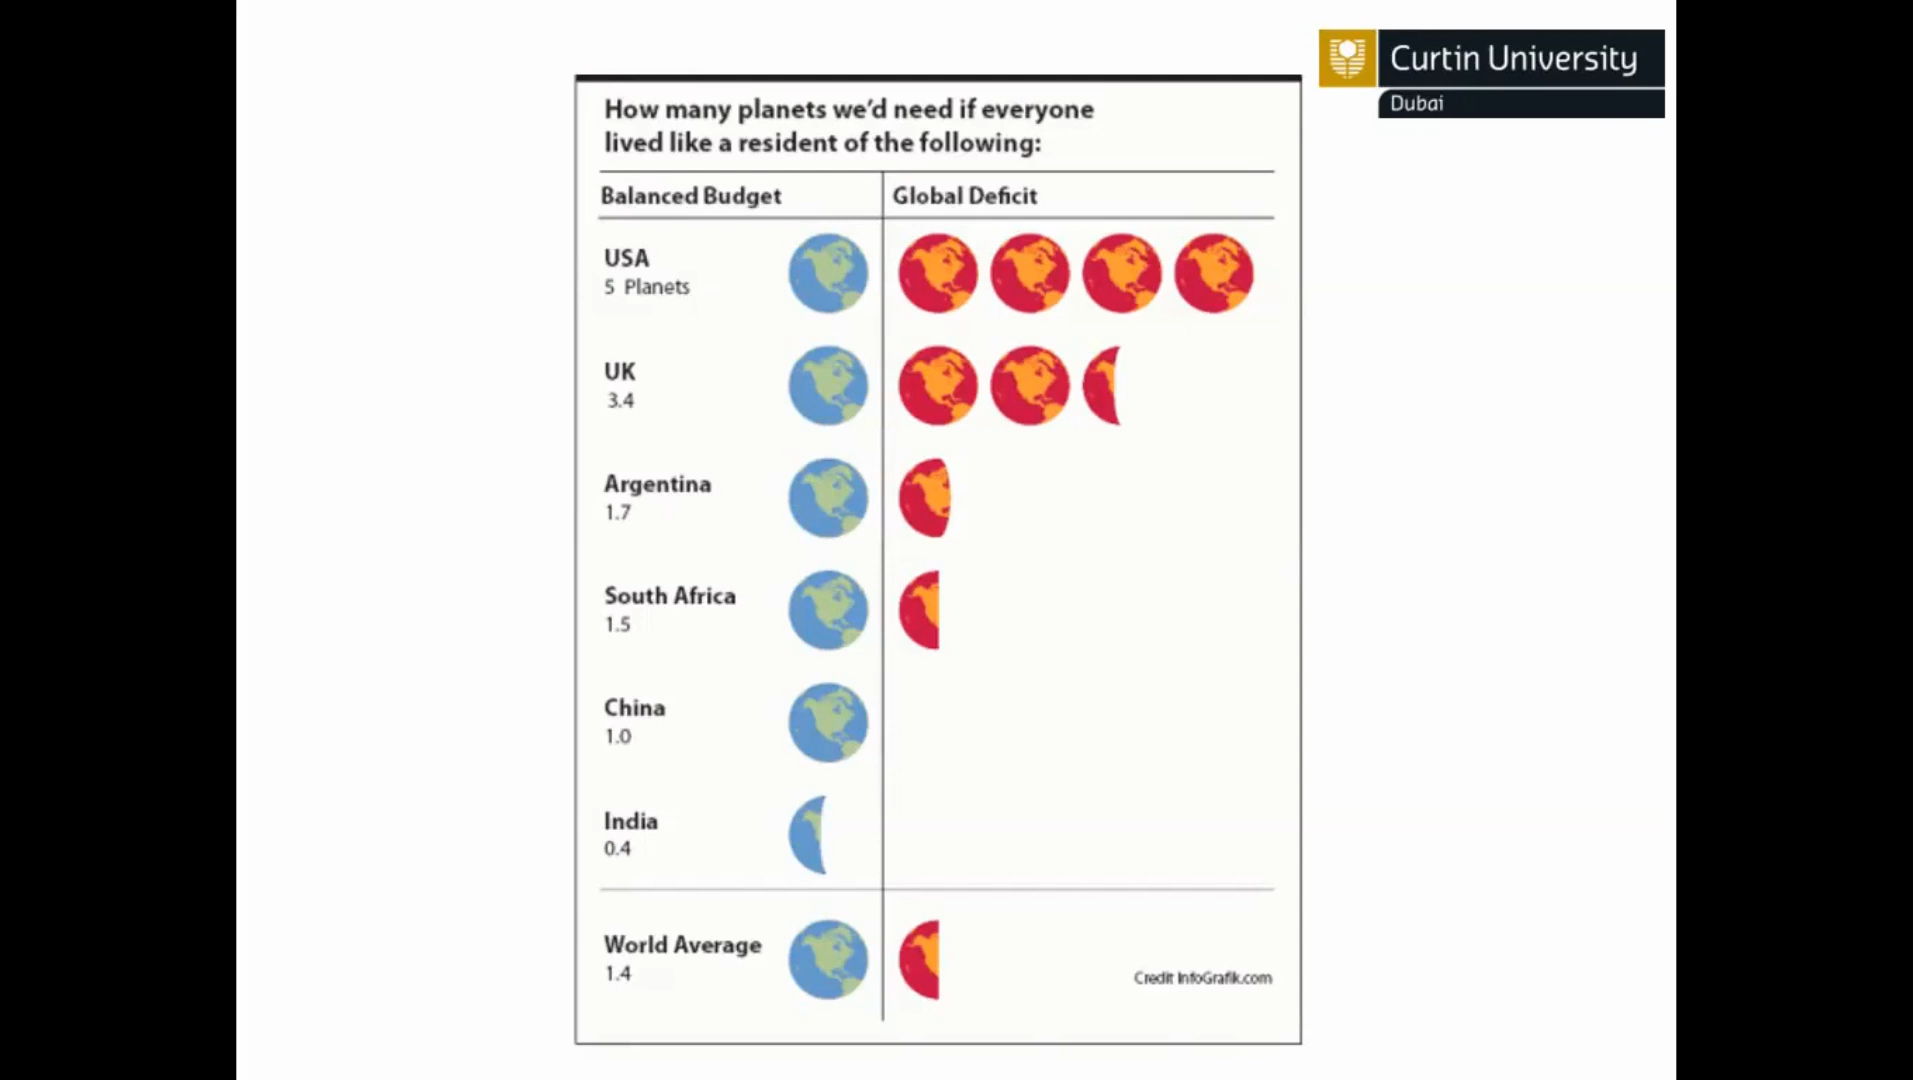 Curtin University
Dubai
How many planets we'd need if everyone
lived like a resident of the following:
Balanced Budget
Global Deficit
USA
5 Planets
UK
3.4
Argentina
1.7
South Africa
1.5
China
1.0
India
0.4
World Average
1.4
Credit InfoGrafik.com